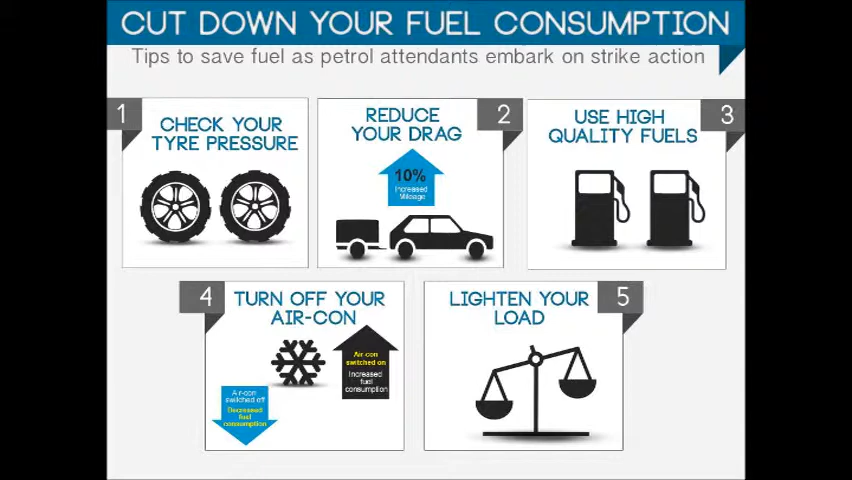 CUT DOWN YOUR FUEL CONSUMPTION
Tips to save fuel as petrol attendants embark on strike action
1
CHECK YOUR
TYRE PRESSURE
2
REDUCE
YOUR DRAG
10%
Increased
Mileage
3
USE HIGH
QUALITY FUELS
4
TURN OFF YOUR
AIR-CON
Air-con
switched on
Increased
fuel
consumption
Air-con
switched off
Decreased
fuel
consumption
5
LIGHTEN YOUR
LOAD